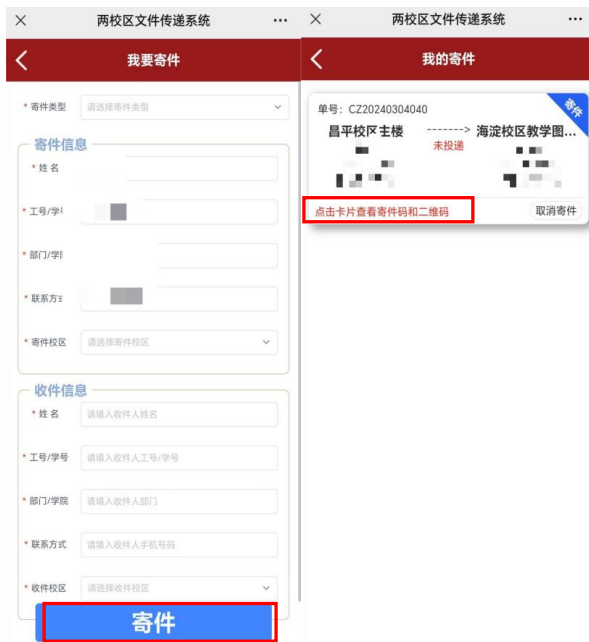 两校区文件传递系统
我要寄件
* 寄件类型 请选择寄件类型
寄件信息
* 姓 名
* 工号/学
* 部门/学
* 联系方
* 寄件校区 请选择寄件校区
收件信息
* 姓 名 请填入收件人姓名
* 工号/学号 请填入收件人工号/学号
* 部门/学院 请填入收件人部门
* 联系方式 请填入收件人手机号码
* 收件校区 请选择收件校区
寄件
两校区文件传递系统
我的寄件
寄件
单号：CZ20240304040
昌平校区主楼 -------> 海淀校区教学图...
未投递
点击卡片查看寄件码和二维码
取消寄件